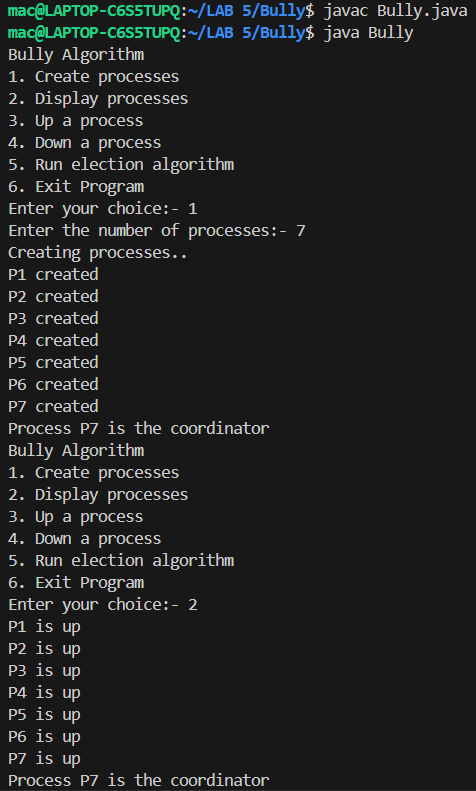 mac@LAPTOP-C6S5TUPQ:~/LAB 5/Bully$ javac Bully.java
mac@LAPTOP-C6S5TUPQ:~/LAB 5/Bully$ java Bully
Bully Algorithm
1. Create processes
2. Display processes
3. Up a process
4. Down a process
5. Run election algorithm
6. Exit Program
Enter your choice:- 1
Enter the number of processes:- 7
Creating processes..
P1 created
P2 created
P3 created
P4 created
P5 created
P6 created
P7 created
Process P7 is the coordinator
Bully Algorithm
1. Create processes
2. Display processes
3. Up a process
4. Down a process
5. Run election algorithm
6. Exit Program
Enter your choice:- 2
P1 is up
P2 is up
P3 is up
P4 is up
P5 is up
P6 is up
P7 is up
Process P7 is the coordinator